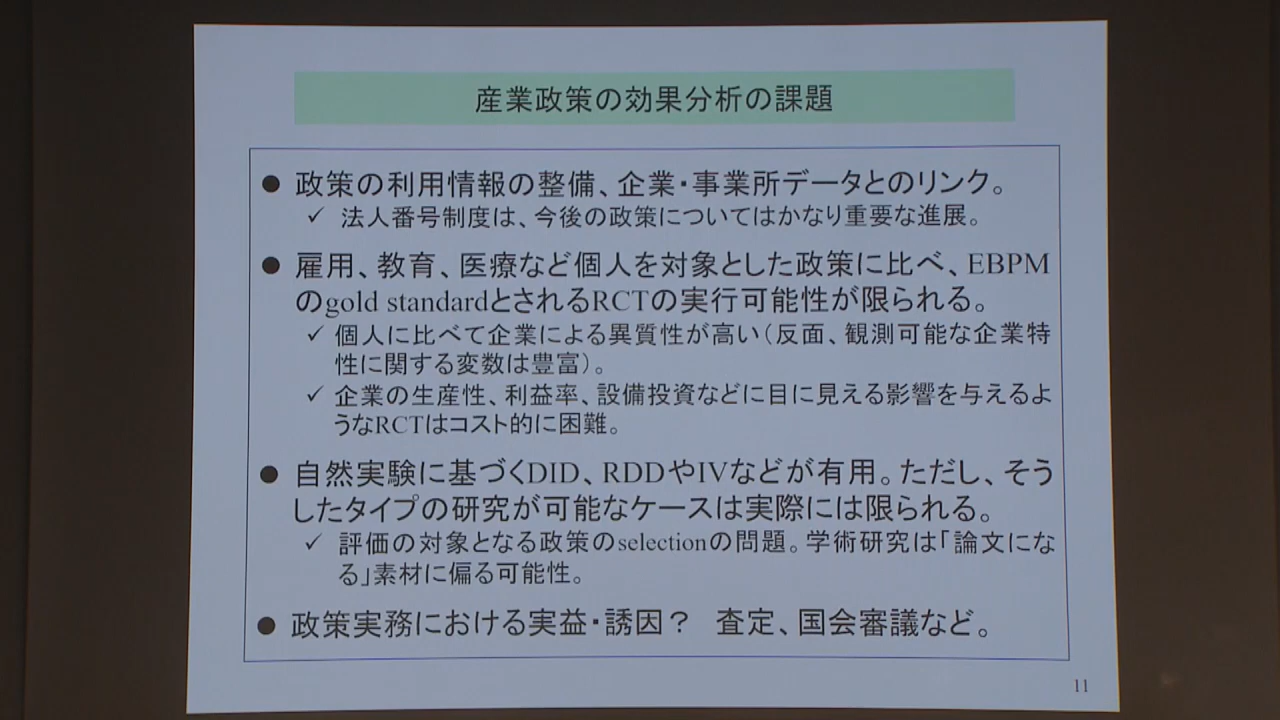 産業政策の効果分析の課題
● 政策の利用情報の整備、企業・事業所データとのリンク。
✓ 法人番号制度は、今後の政策についてはかなり重要な進展。
● 雇用、教育、医療など個人を対象とした政策に比べ、EBPM
のgold standardとされるRCTの実行可能性が限られる。
✓ 個人に比べて企業による異質性が高い（反面、観測可能な企業特
性に関する変数は豊富）。
✓ 企業の生産性、利益率、設備投資などに目に見える影響を与えるよ
うなRCTはコスト的に困難。
● 自然実験に基づくDID、RDDやIVなどが有用。ただし、そう
したタイプの研究が可能なケースは実際には限られる。
✓ 評価の対象となる政策のselectionの問題。学術研究は「論文にな
る」素材に偏る可能性。
● 政策実務における実益・誘因？　査定、国会審議など。
11